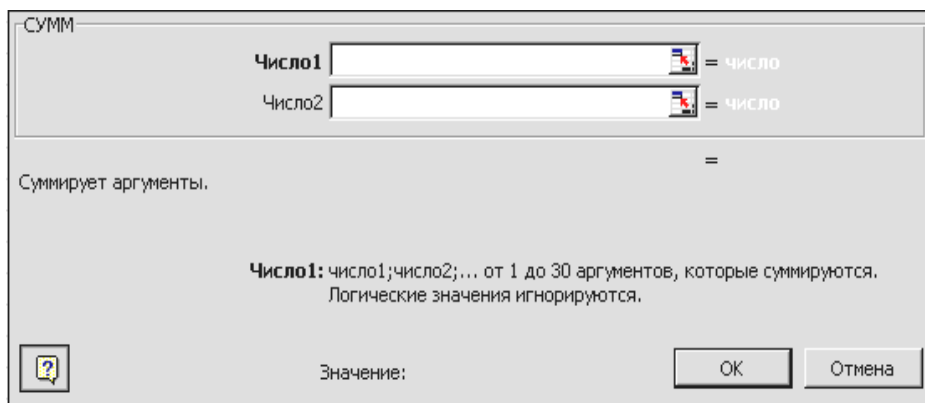 СУММ
Число1 = число
Число2 = число
=
Суммирует аргументы.
Число1: число1;число2;... от 1 до 30 аргументов, которые суммируются.
Логические значения игнорируются.
Значение:
OK
Отмена